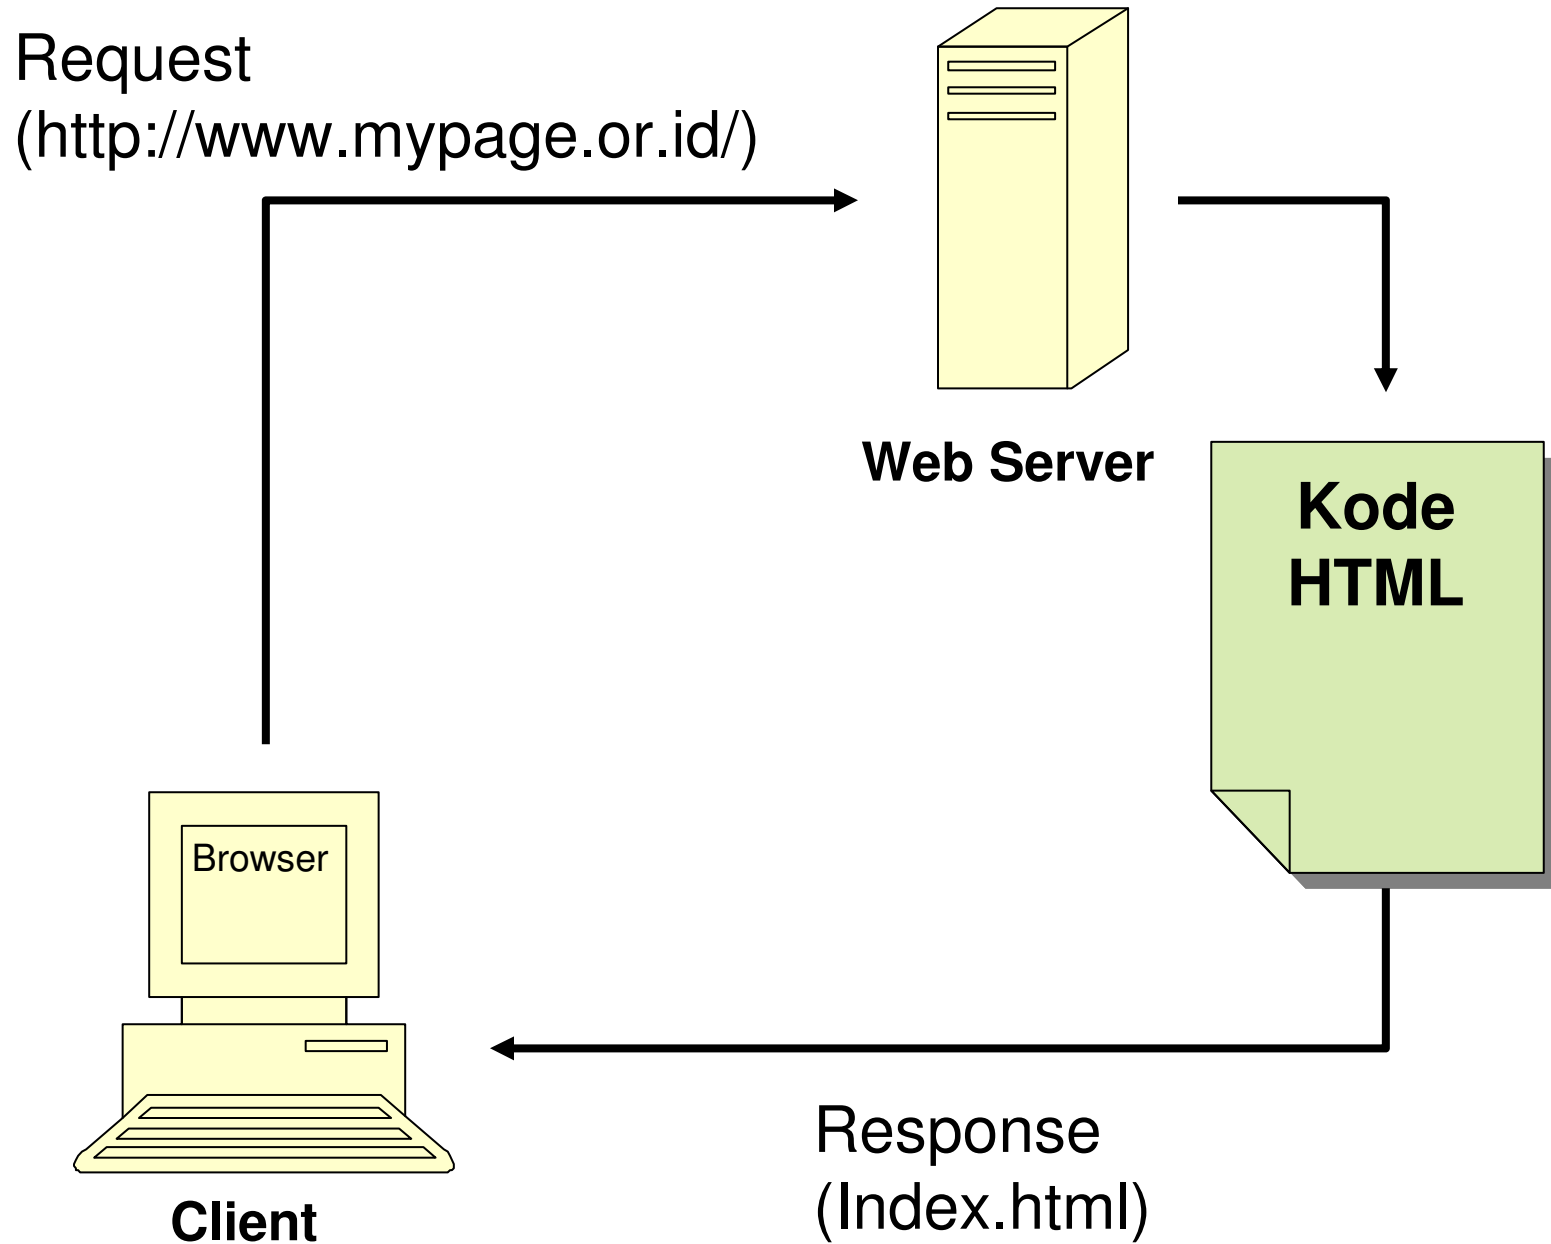 Request
(http://www.mypage.or.id/)
Web Server
Kode
HTML
Browser
Client
Response
(Index.html)